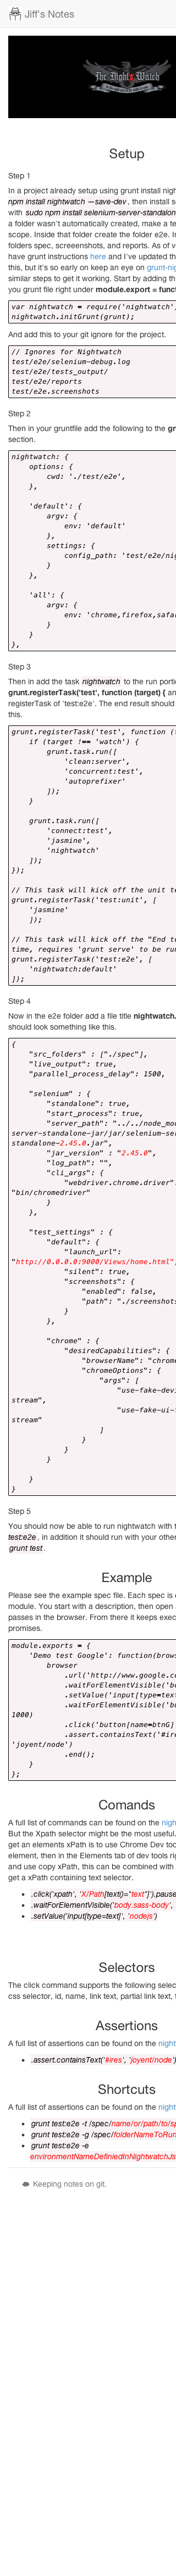 Jiff's Notes
The Night's Watch
Setup
Step 1
In a project already setup using grunt install nigh
npm install nightwatch —save-dev , then install s
with sudo npm install selenium-server-standalon
a folder wasn't automatically created, make a to
scope. Inside that folder create the folder e2e. In
folders spec, screenshots, and reports. As of v
have grunt instructions here and I've updated th
this, but it's so early on keep an eye on grunt-nig
simple steps to get it working. Start by adding th
you grunt file right under module.export = funct
var nightwatch = require('nightwatch')
nightwatch.initGrunt(grunt);
And add this to your git ignore for the project.
// Ignores for Nightwatch
test/e2e/selenium-debug.log
test/e2e/tests_output/
test/e2e/reports
test/e2e.screenshots
Step 2
Then in your gruntfile add the following to the gr
section.
nightwatch: {
options: {
cwd: './test/e2e',
},
'default': {
argv: {
env: 'default'
},
settings: {
config_path: 'test/e2e/nig
}
},
'all': {
argv: {
env: 'chrome,firefox,safar
}
}
},
Step 3
Then in add the task nightwatch to the run portio
grunt.registerTask('test', function (target) { an
registerTask of 'test:e2e'. The end result should
this.
grunt.registerTask('test', function (t
if (target !== 'watch') {
grunt.task.run([
'clean:server',
'concurrent:test',
'autoprefixer'
]);
}
grunt.task.run([
'connect:test',
'jasmine',
'nightwatch'
]);
});
// This task will kick off the unit te
grunt.registerTask('test:unit', [
'jasmine'
]);
// This task will kick off the "End to
time, requires 'grunt serve' to be run
grunt.registerTask('test:e2e', [
'nightwatch:default'
]);
Step 4
Now in the e2e folder add a file title nightwatch.
should look something like this.
{
"src_folders" : ["./spec"],
"live_output": true,
"parallel_process_delay": 1500,
"selenium" : {
"standalone": true,
"start_process": true,
"server_path": "../../node_mod
server-standalone-jar/jar/selenium-ser
standalone-2.45.0.jar",
"jar_version" : "2.45.0",
"log_path": "",
"cli_args": {
"webdriver.chrome.driver":
"bin/chromedriver"
}
},
"test_settings" : {
"default": {
"launch_url":
"http://0.0.0.0:9000/Views/home.html",
"silent": true,
"screenshots": {
"enabled": false,
"path": "./screenshots
}
},
"chrome" : {
"desiredCapabilities" : {
"browserName": "chrome
"chromeOptions": {
"args": [
"use-fake-devi
stream",
"use-fake-ui-f
stream"
]
}
}
}
}
}
Step 5
You should now be able to run nightwatch with t
test:e2e , in addition it should run with your other
grunt test .
Example
Please see the example spec file. Each spec is c
module. You start with a description, then open a
passes in the browser. From there it keeps exec
promises.
module.exports = {
'Demo test Google': function(brows
browser
.url('http://www.google.co
.waitForElementVisible('bo
.setValue('input[type=text
.waitForElementVisible('bu
1000)
.click('button[name=btnG]'
.assert.containsText('#ire
'joyent/node')
.end();
}
};
Comands
A full list of commands can be found on the nigh
But the Xpath selector might be the most useful.
get an elements xPath is to use Chrome Dev to
element, then in the Elements tab of dev tools rig
and use copy xPath, this can be combined with
get a xPath containing text selector.
.click('xpath', 'X/Path[text()="text"]').pause
.waitForElementVisible('body.sass-body',
.setValue('input[type=text]', 'nodejs')
Selectors
The click command supports the following selec
css selector, id, name, link text, partial link text, t
Assertions
A full list of assertions can be found on the night
.assert.containsText('#ires', 'joyent/node')
Shortcuts
A full list of assertions can be found on the night
grunt test:e2e -t /spec/name/or/path/to/sp
grunt test:e2e -g /spec/folderNameToRun
grunt test:e2e -e
environmentNameDefiniedInNightwatchJs
Keeping notes on git.